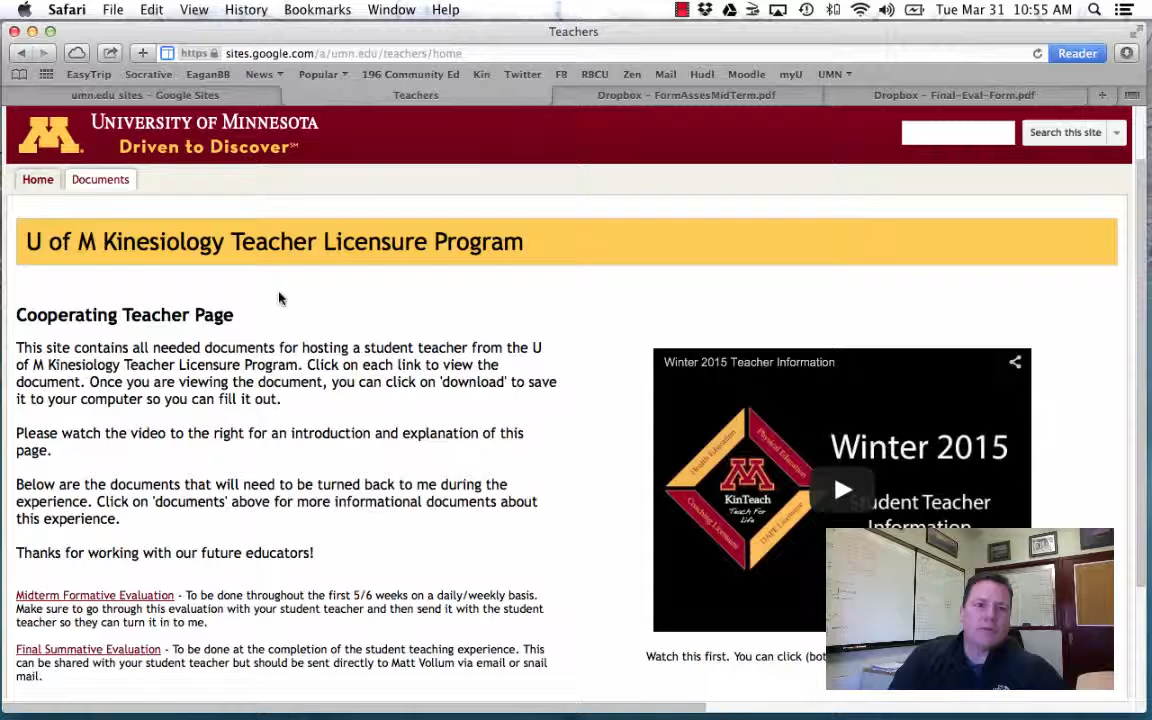 Safari File Edit View History Bookmarks Window Help Tue Mar 31 10:55 AM
Teachers
https sites.google.com/a/umn.edu/teachers/home Reader
EasyTrip Socrative EaganBB News Popular 196 Community Ed Kin Twitter FB RBCU Zen Mail Hudl Moodle myU UMN
umn.edu sites - Google Sites Teachers Dropbox - FormAssesMidTerm.pdf Dropbox - Final-Eval-Form.pdf
UNIVERSITY OF MINNESOTA
Driven to Discover℠
Search this site
Home Documents
U of M Kinesiology Teacher Licensure Program
Cooperating Teacher Page
This site contains all needed documents for hosting a student teacher from the U
of M Kinesiology Teacher Licensure Program. Click on each link to view the
document. Once you are viewing the document, you can click on 'download' to save
it to your computer so you can fill it out.
Please watch the video to the right for an introduction and explanation of this
page.
Below are the documents that will need to be turned back to me during the
experience. Click on 'documents' above for more informational documents about
this experience.
Thanks for working with our future educators!
Midterm Formative Evaluation - To be done throughout the first 5/6 weeks on a daily/weekly basis.
Make sure to go through this evaluation with your student teacher and then send it with the student
teacher so they can turn it in to me.
Final Summative Evaluation - To be done at the completion of the student teaching experience. This
can be shared with your student teacher but should be sent directly to Matt Vollum via email or snail
mail.
Winter 2015 Teacher Information
Health Education
Physical Education
M
KinTeach
Teach For
Life
Coaching Licensure
DAPE Licensure
Winter 2015
Student Teacher
Information
Watch this first. You can click (bot